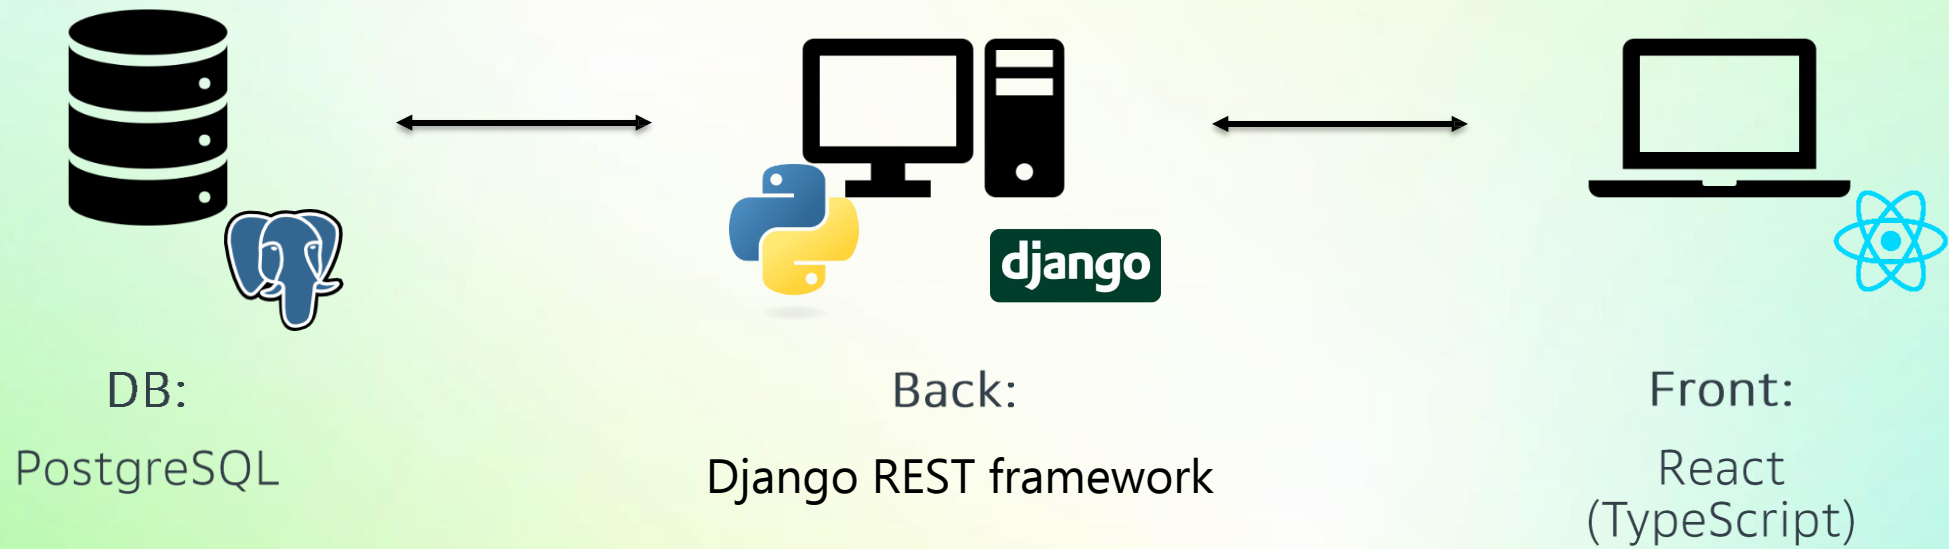 django
DB:
Back:
Front:
PostgreSQL
Django REST framework
React
(TypeScript)